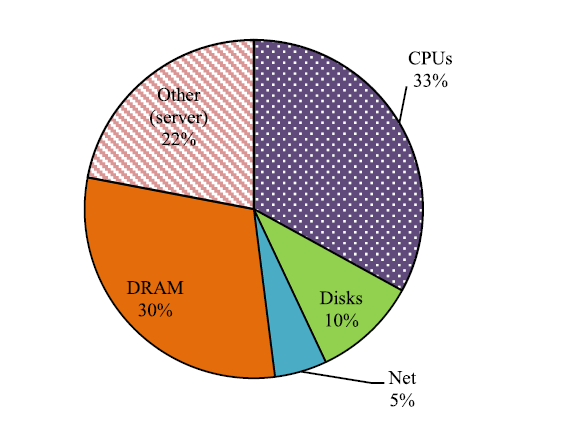 CPUs
33%
Other
(server)
22%
DRAM
30%
Disks
10%
Net
5%